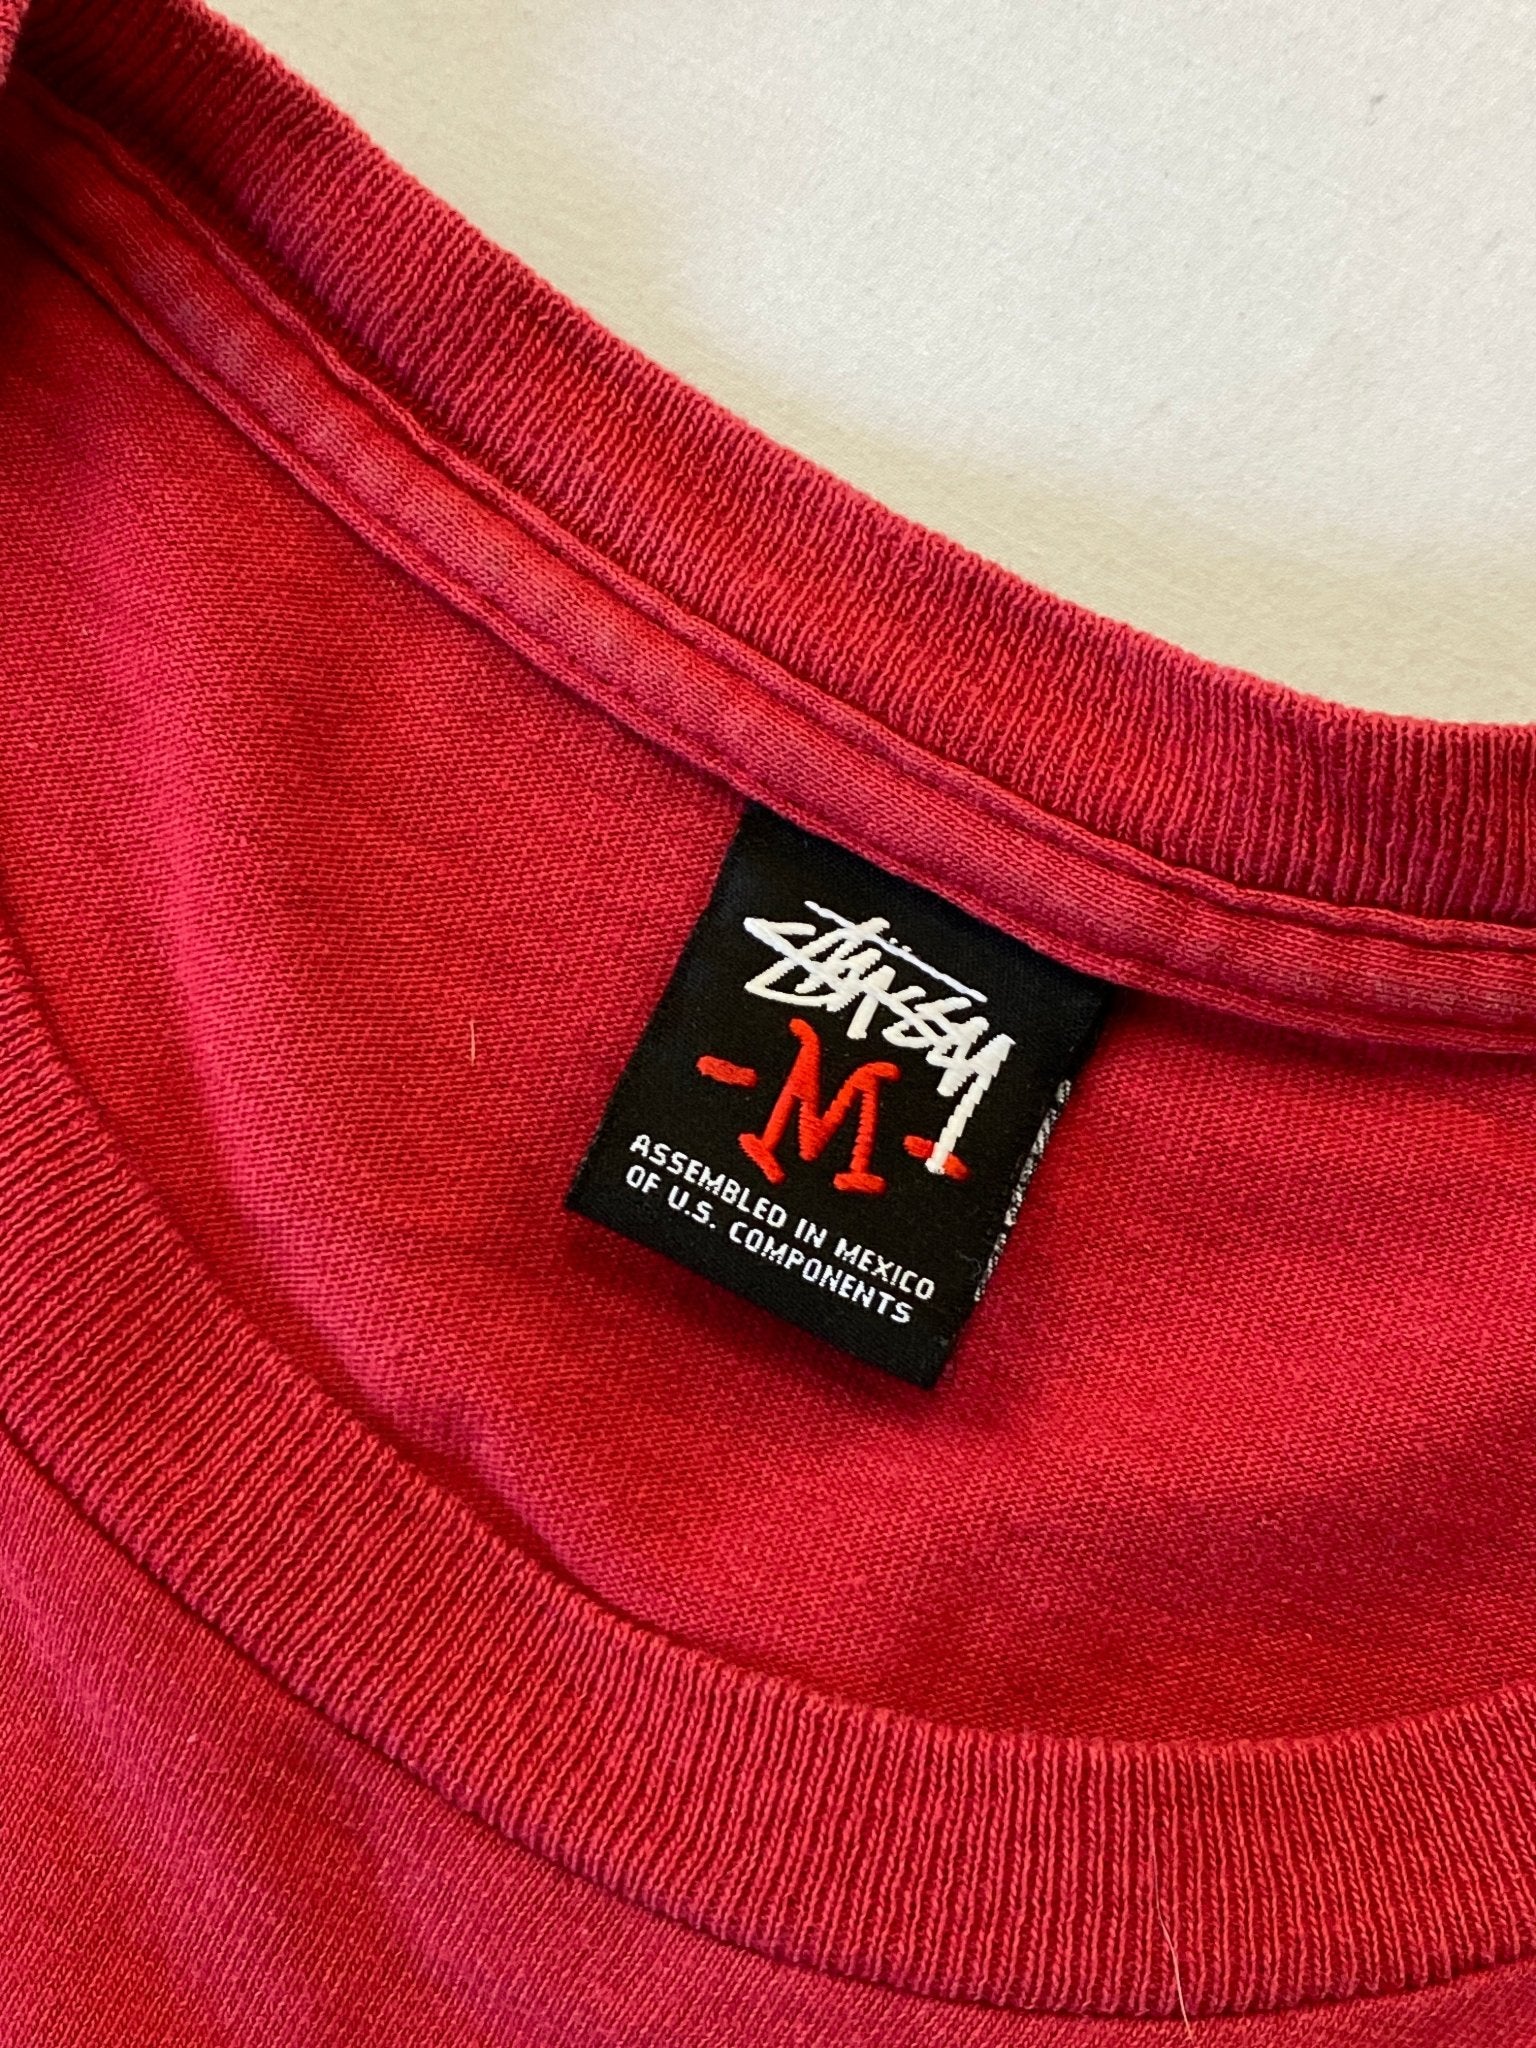 STÜSSY
-M-
ASSEMBLED IN MEXICO
OF U.S. COMPONENTS